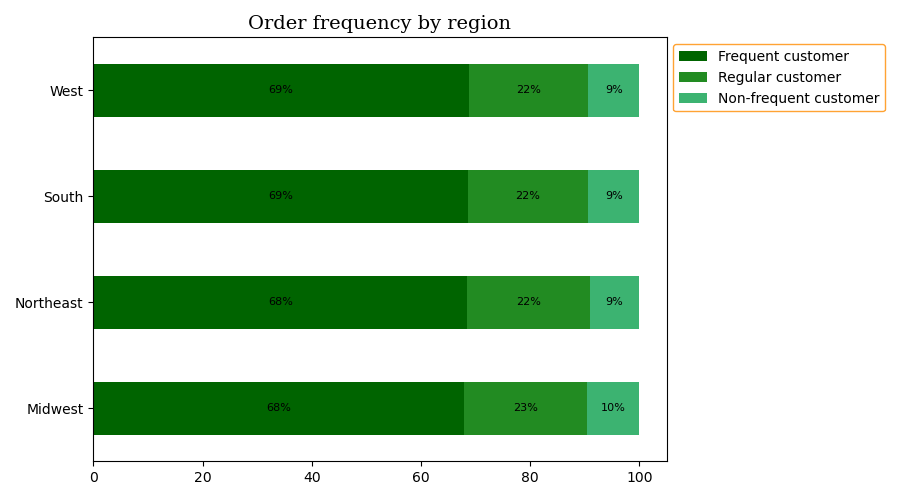 Order frequency by region
Frequent customer
Regular customer
Non-frequent customer
West 69% 22% 9%
South 69% 22% 9%
Northeast 68% 22% 9%
Midwest 68% 23% 10%
0 20 40 60 80 100